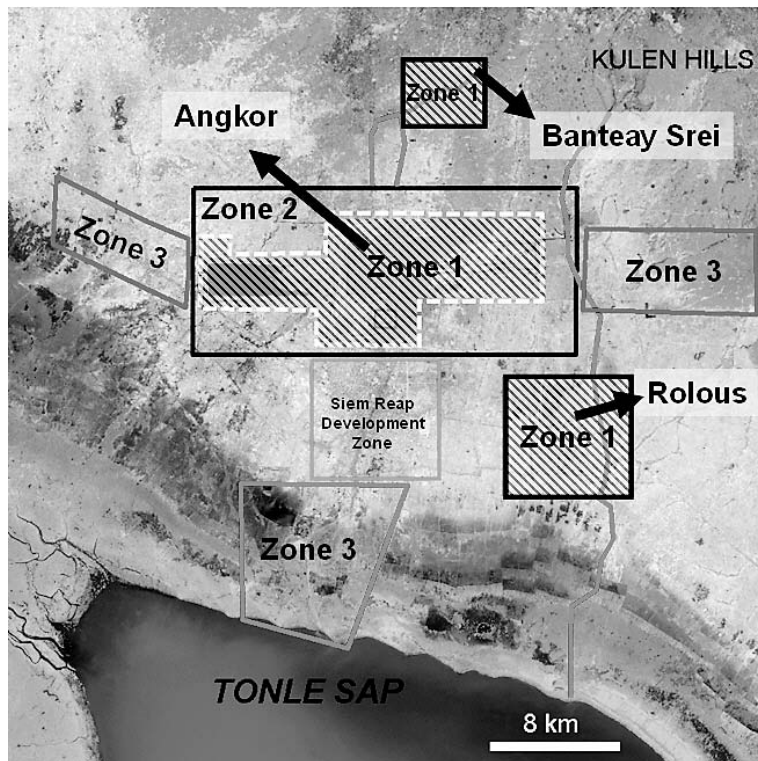 KULEN HILLS
Zone 1
Angkor
Banteay Srei
Zone 2
Zone 3
Zone 1
Zone 3
Siem Reap
Development
Zone
Rolous
Zone 1
Zone 3
TONLE SAP
8 km